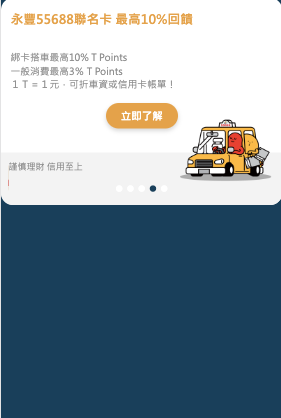 永豐55688聯名卡 最高10%回饋
綁卡搭車最高10% T Points
一般消費最高3% T Points
１Ｔ＝１元，可折車資或信用卡帳單！
立即了解
謹慎理財 信用至上